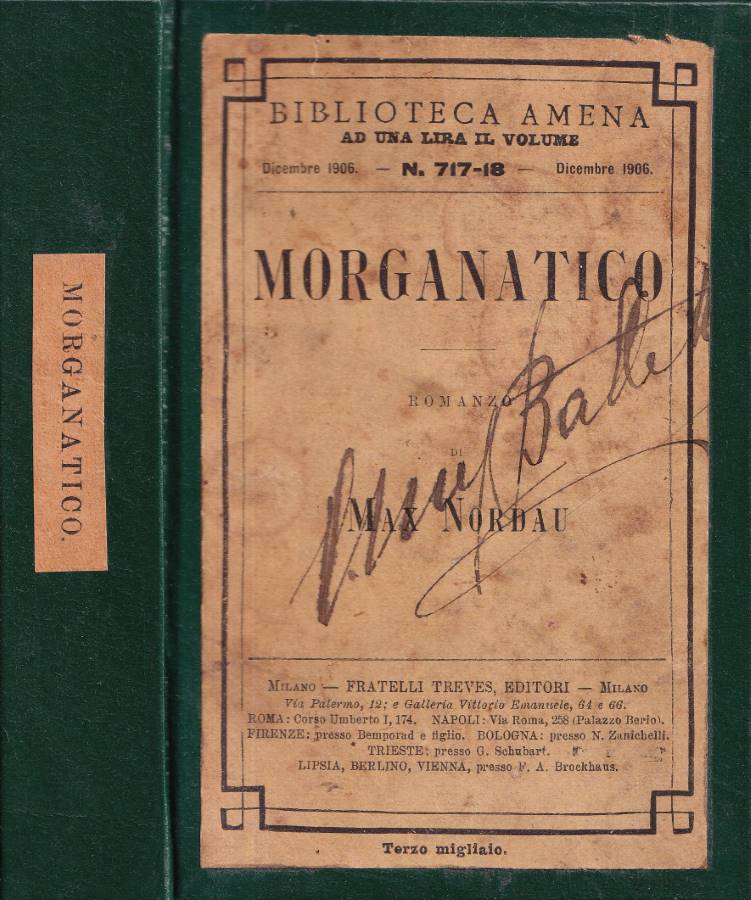 MORGANATICO.
BIBLIOTECA AMENA
AD UNA LIRA IL VOLUME
Dicembre 1906. — N. 717-18 — Dicembre 1906.
MORGANATICO
ROMANZO
DI
MAX NORDAU
MILANO — FRATELLI TREVES, EDITORI — MILANO
Via Palermo, 12; e Galleria Vittorio Emanuele, 64 e 66.
ROMA: Corso Umberto I, 174. NAPOLI: Via Roma, 258 (Palazzo Berio).
FIRENZE: presso Bemporad e figlio. BOLOGNA: presso N. Zanichelli.
TRIESTE: presso G. Schubart.
LIPSIA, BERLINO, VIENNA, presso F. A. Brockhaus.
Terzo migliaio.